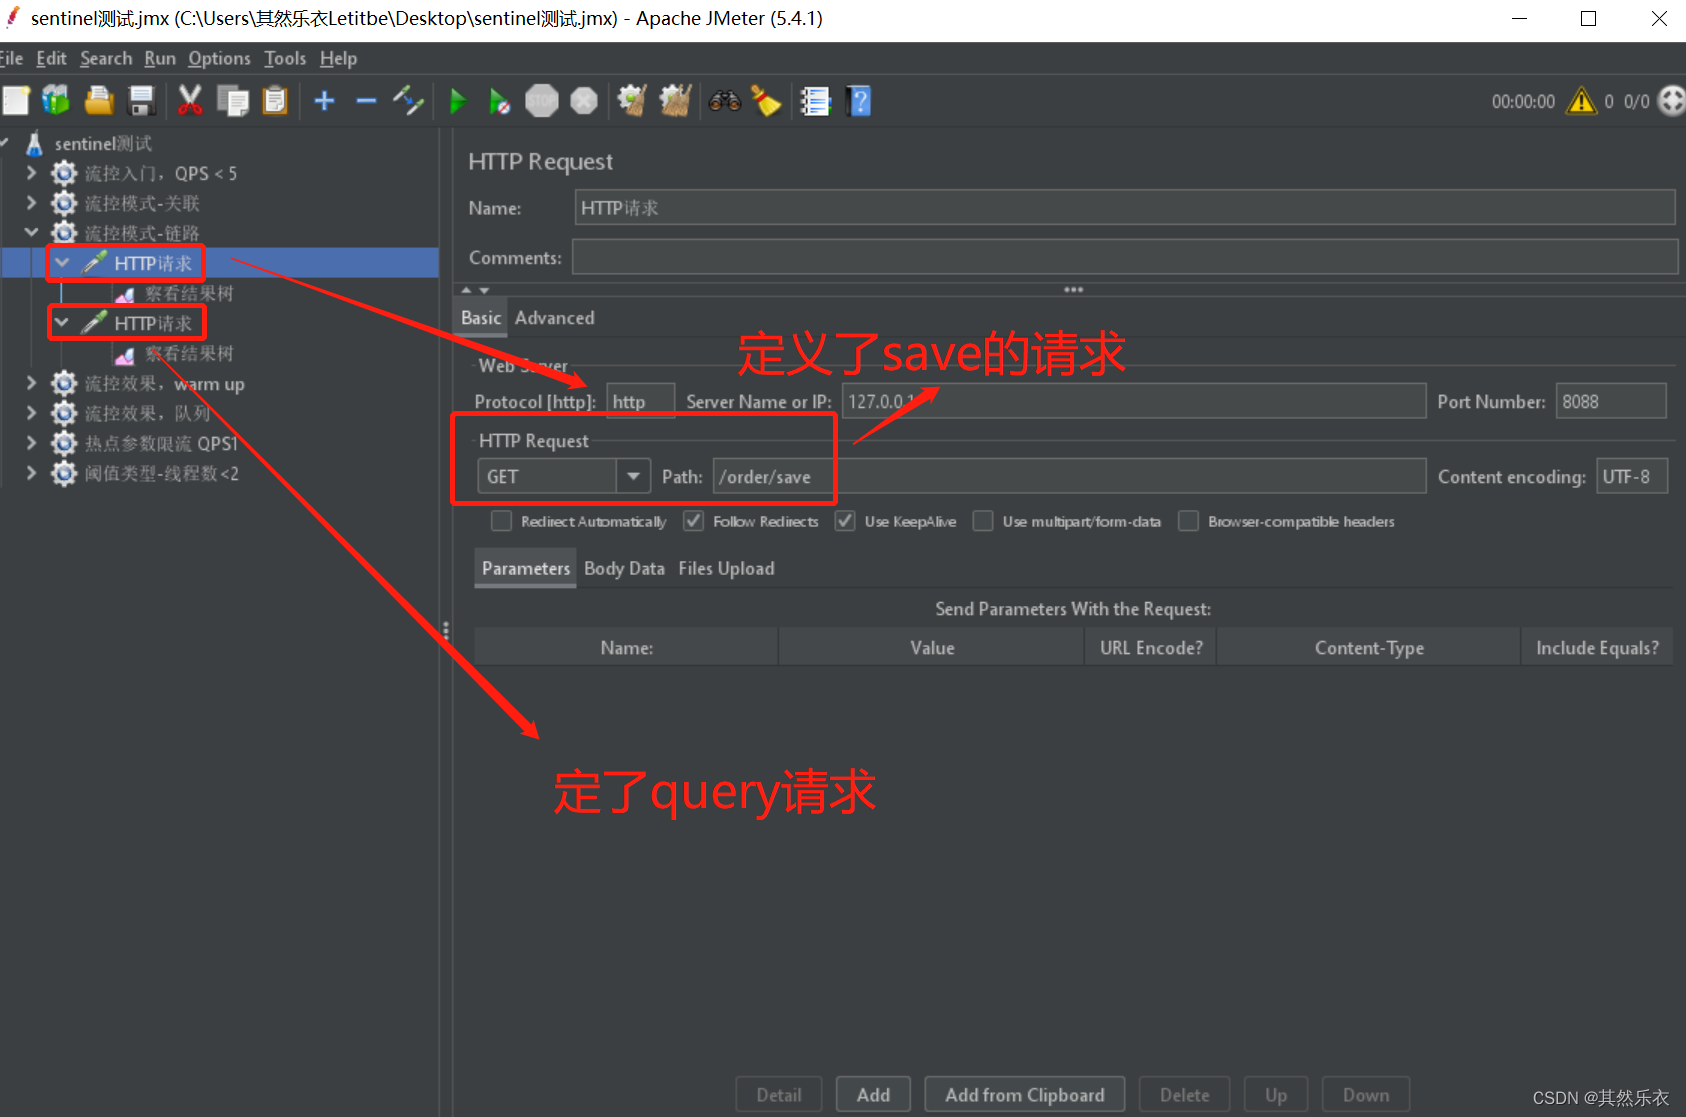 sentinel测试.jmx (C:\Users\其然乐衣Letitbe\Desktop\sentinel测试.jmx) - Apache JMeter (5.4.1)
File Edit Search Run Options Tools Help
STOP
00:00:00 0 0/0
sentinel测试
流控入门，QPS < 5
流控模式-关联
流控模式-链路
HTTP请求
察看结果树
HTTP请求
察看结果树
流控效果，warm up
流控效果，队列
热点参数限流 QPS1
阈值类型-线程数<2
HTTP Request
Name: HTTP请求
Comments:
Basic Advanced
定义了save的请求
Web Server
Protocol [http]: http Server Name or IP: 127.0.0.1 Port Number: 8088
HTTP Request
GET Path: /order/save Content encoding: UTF-8
Redirect Automatically Follow Redirects Use KeepAlive Use multipart/form-data Browser-compatible headers
Parameters Body Data Files Upload
Send Parameters With the Request:
Name: Value URL Encode? Content-Type Include Equals?
定了query请求
Detail Add Add from Clipboard Delete Up Down
CSDN @其然乐衣